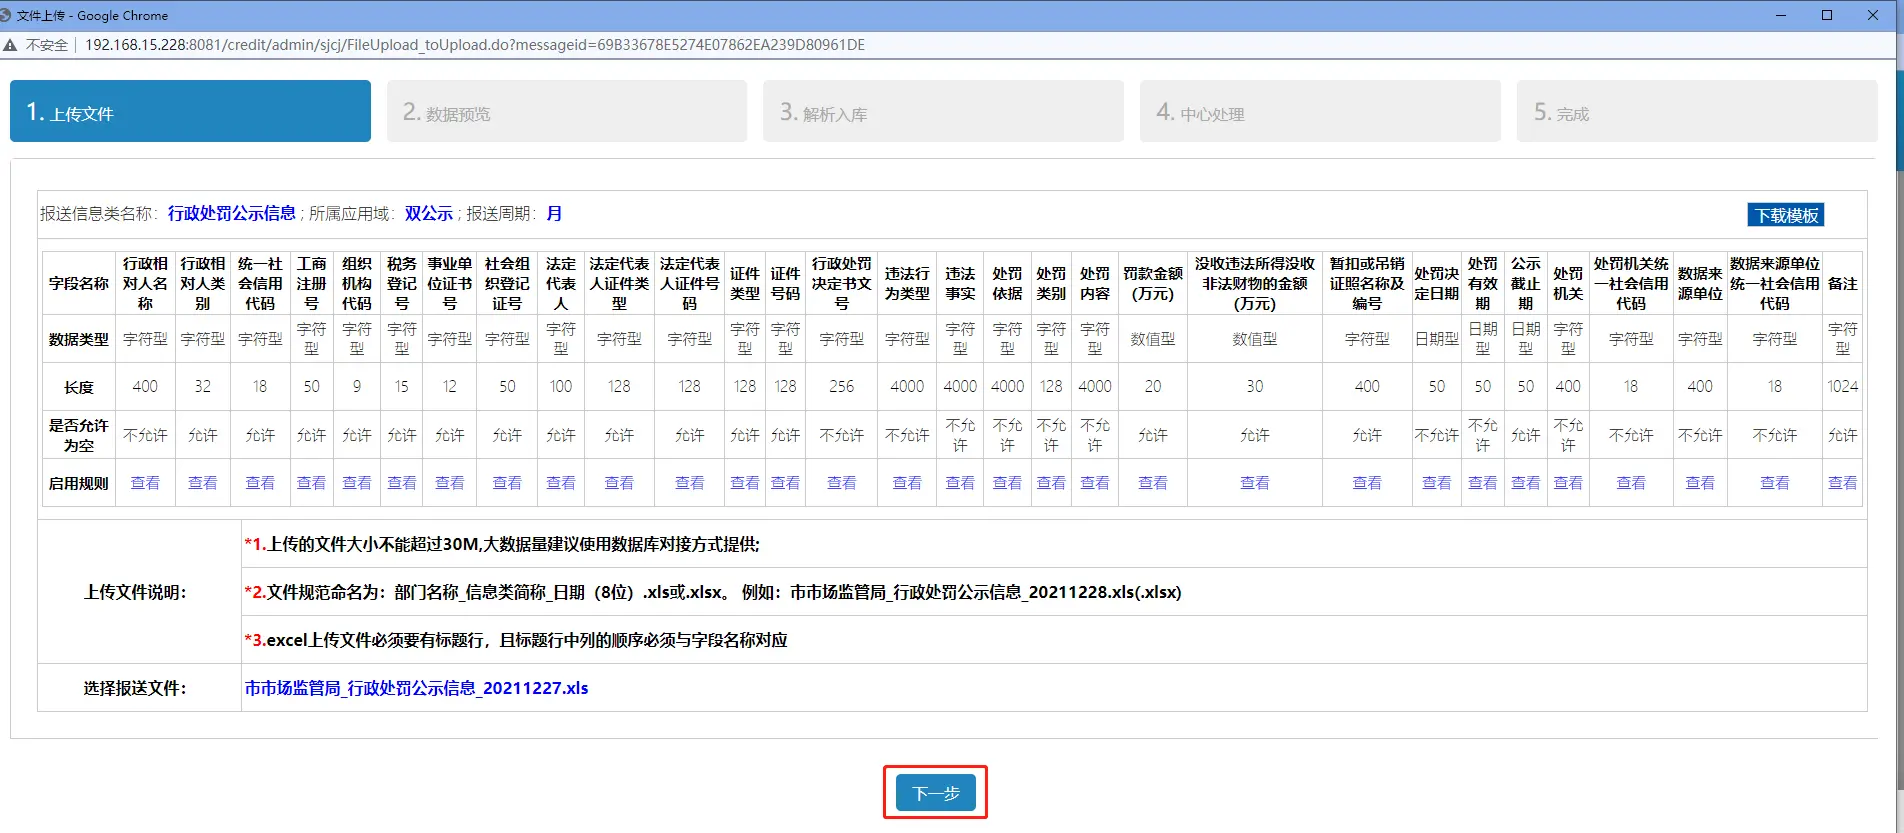 文件上传 - Google Chrome
不安全 | 192.168.15.228:8081/credit/admin/sjcj/FileUpload_toUpload.do?messageid=69B33678E5274E07862EA239D80961DE
1. 上传文件 2. 数据预览 3. 解析入库 4. 中心处理 5. 完成
报送信息类名称：行政处罚公示信息；所属应用域：双公示；报送周期：月 下载模板
字段名称 行政相对人名称 行政相对人类别 统一社会信用代码 工商注册号 组织机构代码 税务登记号 事业单位证书号 社会组织登记证号 法定代表人 法定代表人证件类型 法定代表人证件号码 证件类型 证件号码 行政处罚决定书文号 违法行为类型 违法事实 处罚依据 处罚类别 处罚内容 罚款金额(万元) 没收违法所得没收非法财物的金额(万元) 暂扣或吊销证照名称及编号 处罚决定日期 处罚有效期 公示截止期 处罚机关 处罚机关统一社会信用代码 数据来源单位 数据来源单位统一社会信用代码 备注
数据类型 字符型 字符型 字符型 字符型 字符型 字符型 字符型 字符型 字符型 字符型 字符型 字符型 字符型 字符型 字符型 字符型 字符型 字符型 字符型 数值型 数值型 字符型 日期型 日期型 日期型 字符型 字符型 字符型 字符型 字符型
长度 400 32 18 50 9 15 12 50 100 128 128 128 128 256 4000 4000 4000 128 4000 20 30 400 50 50 50 400 18 400 18 1024
是否允许为空 不允许 允许 允许 允许 允许 允许 允许 允许 允许 允许 允许 允许 允许 不允许 不允许 不允许 不允许 不允许 不允许 允许 允许 允许 不允许 不允许 允许 不允许 不允许 不允许 不允许 允许
启用规则 查看 查看 查看 查看 查看 查看 查看 查看 查看 查看 查看 查看 查看 查看 查看 查看 查看 查看 查看 查看 查看 查看 查看 查看 查看 查看 查看 查看 查看 查看
上传文件说明：
*1.上传的文件大小不能超过30M,大数据量建议使用数据库对接方式提供;
*2.文件规范命名为：部门名称_信息类简称_日期（8位）.xls或.xlsx。 例如：市市场监管局_行政处罚公示信息_20211228.xls(.xlsx)
*3.excel上传文件必须要有标题行，且标题行中列的顺序必须与字段名称对应
选择报送文件： 市市场监管局_行政处罚公示信息_20211227.xls
下一步